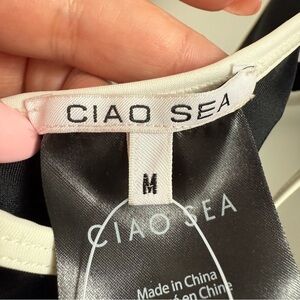 CIAO SEA
M
CIAO SEA
Made in China
é en Chine